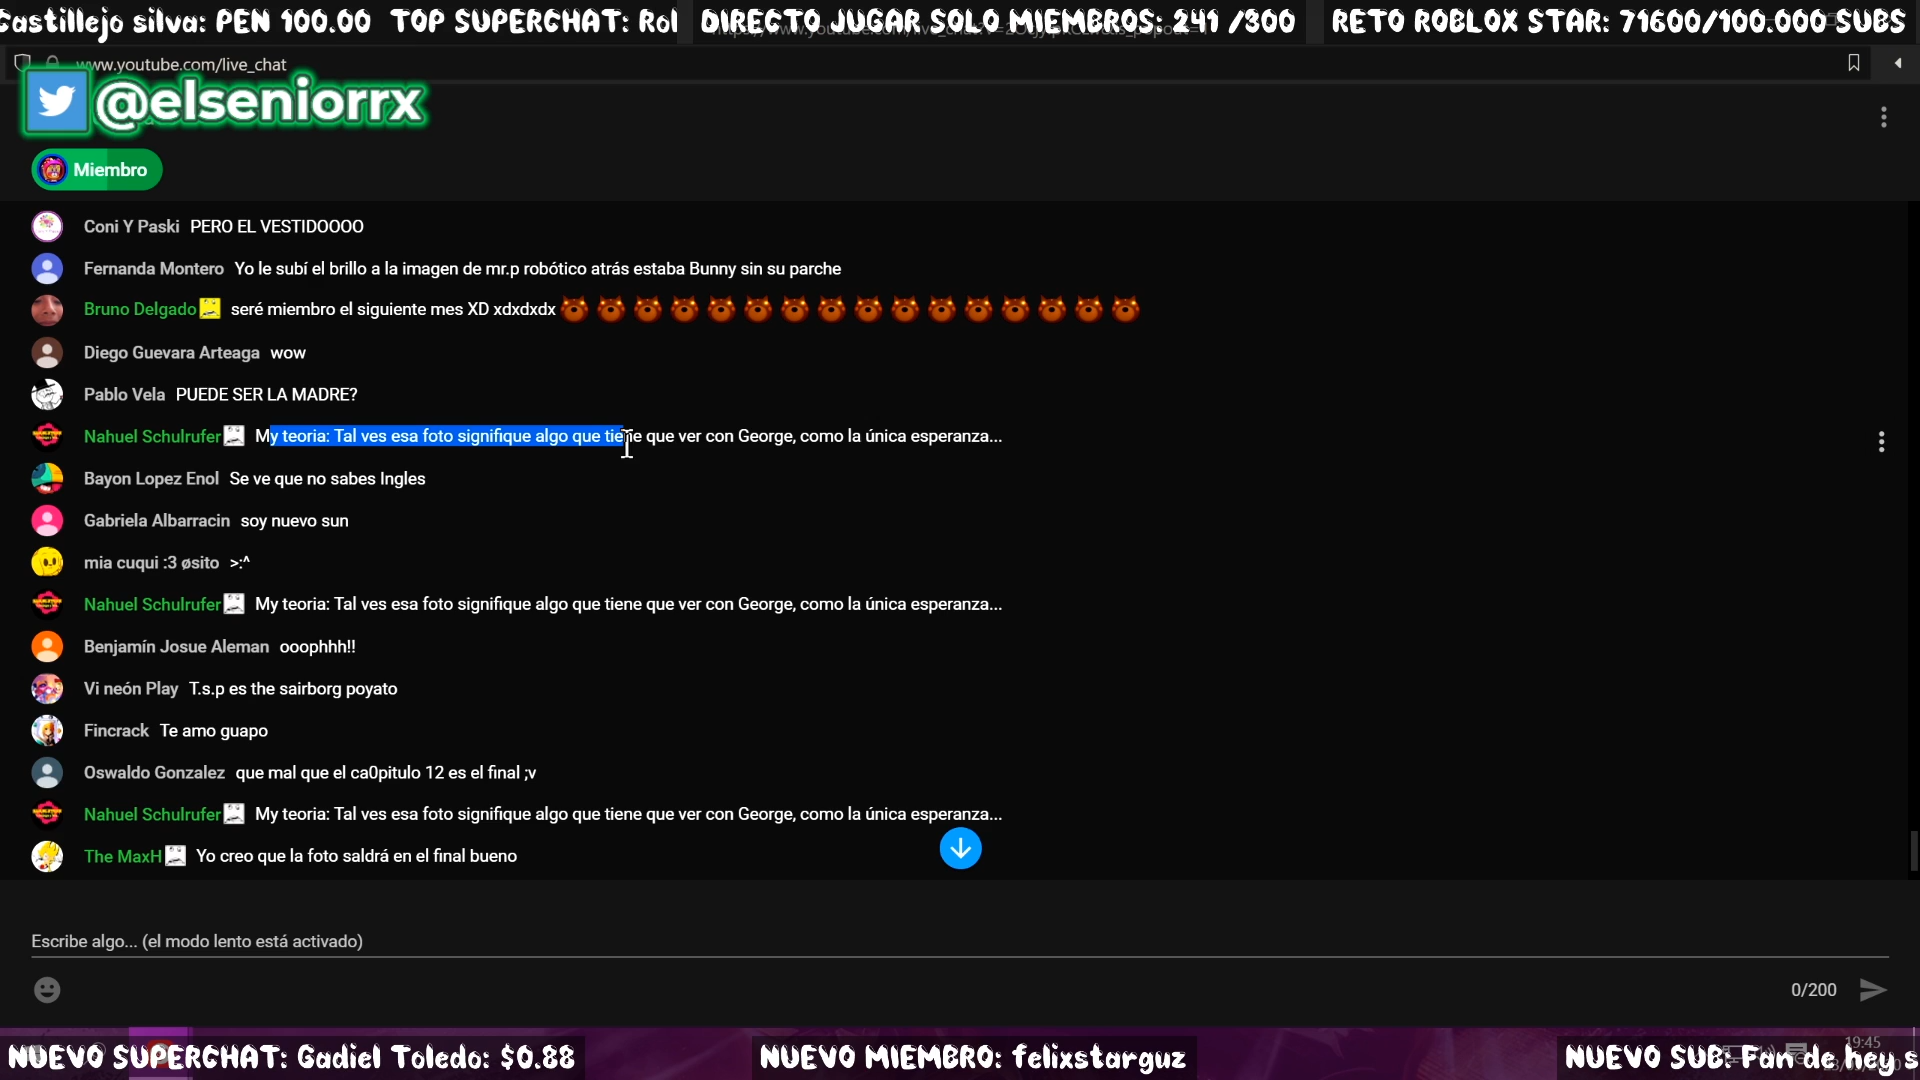 Castillejo silva: PEN 100.00 TOP SUPERCHAT: Rol
DIRECTO JUGAR SOLO MIEMBROS: 241 /300
RETO ROBLOX STAR: 71600/100.000 SUBS
www.youtube.com/live_chat
@elseniorrx
Miembro
Coni Y Paski PERO EL VESTIDOOOO
Fernanda Montero Yo le subí el brillo a la imagen de mr.p robótico atrás estaba Bunny sin su parche
Bruno Delgado seré miembro el siguiente mes XD xdxdxdx
Diego Guevara Arteaga wow
Pablo Vela PUEDE SER LA MADRE?
Nahuel Schulrufer My teoria: Tal ves esa foto signifique algo que tiene que ver con George, como la única esperanza...
Bayon Lopez Enol Se ve que no sabes Ingles
Gabriela Albarracin soy nuevo sun
mia cuqui :3 øsito >:^
Nahuel Schulrufer My teoria: Tal ves esa foto signifique algo que tiene que ver con George, como la única esperanza...
Benjamín Josue Aleman ooophhh!!
Vi neón Play T.s.p es the sairborg poyato
Fincrack Te amo guapo
Oswaldo Gonzalez que mal que el ca0pitulo 12 es el final ;v
Nahuel Schulrufer My teoria: Tal ves esa foto signifique algo que tiene que ver con George, como la única esperanza...
The MaxH Yo creo que la foto saldrá en el final bueno
Escribe algo... (el modo lento está activado)
0/200
19:45
NUEVO SUPERCHAT: Gadiel Toledo: $0.88
NUEVO MIEMBRO: felixstarguz
NUEVO SUB: Fan de hey s